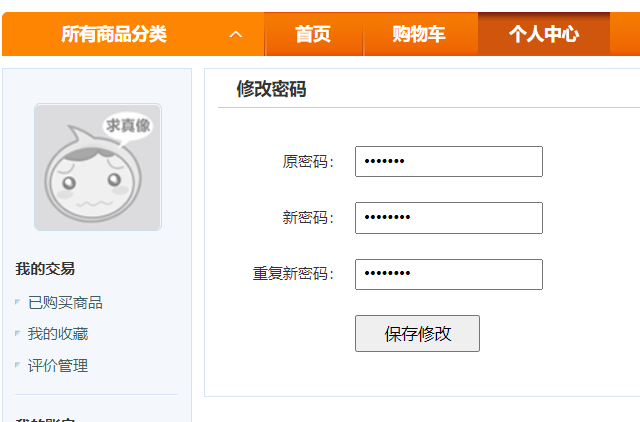 所有商品分类 首页 购物车 个人中心
求真像
我的交易
已购买商品
我的收藏
评价管理
修改密码
原密码： •••••••
新密码： ••••••••
重复新密码： ••••••••
保存修改